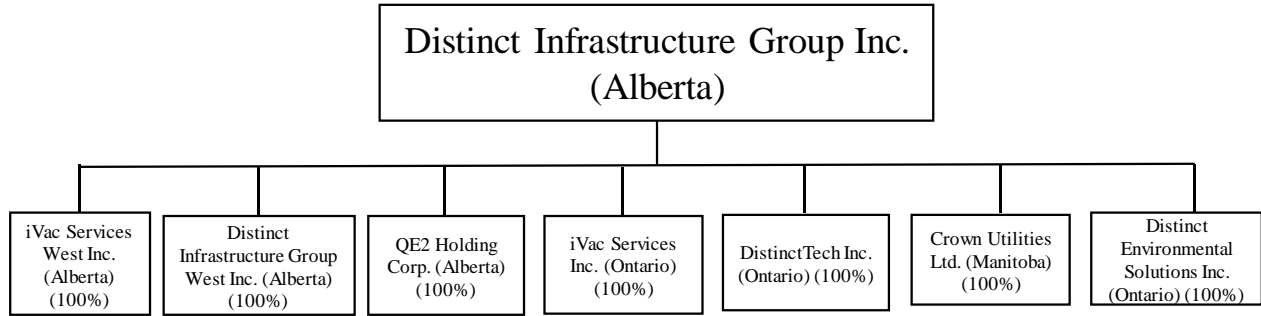 Distinct Infrastructure Group Inc.
(Alberta)
iVac Services
West Inc.
(Alberta)
(100%)
Distinct
Infrastructure Group
West Inc. (Alberta)
(100%)
QE2 Holding
Corp. (Alberta)
(100%)
iVac Services
Inc. (Ontario)
(100%)
DistinctTech Inc.
(Ontario) (100%)
Crown Utilities
Ltd. (Manitoba)
(100%)
Distinct
Environmental
Solutions Inc.
(Ontario) (100%)